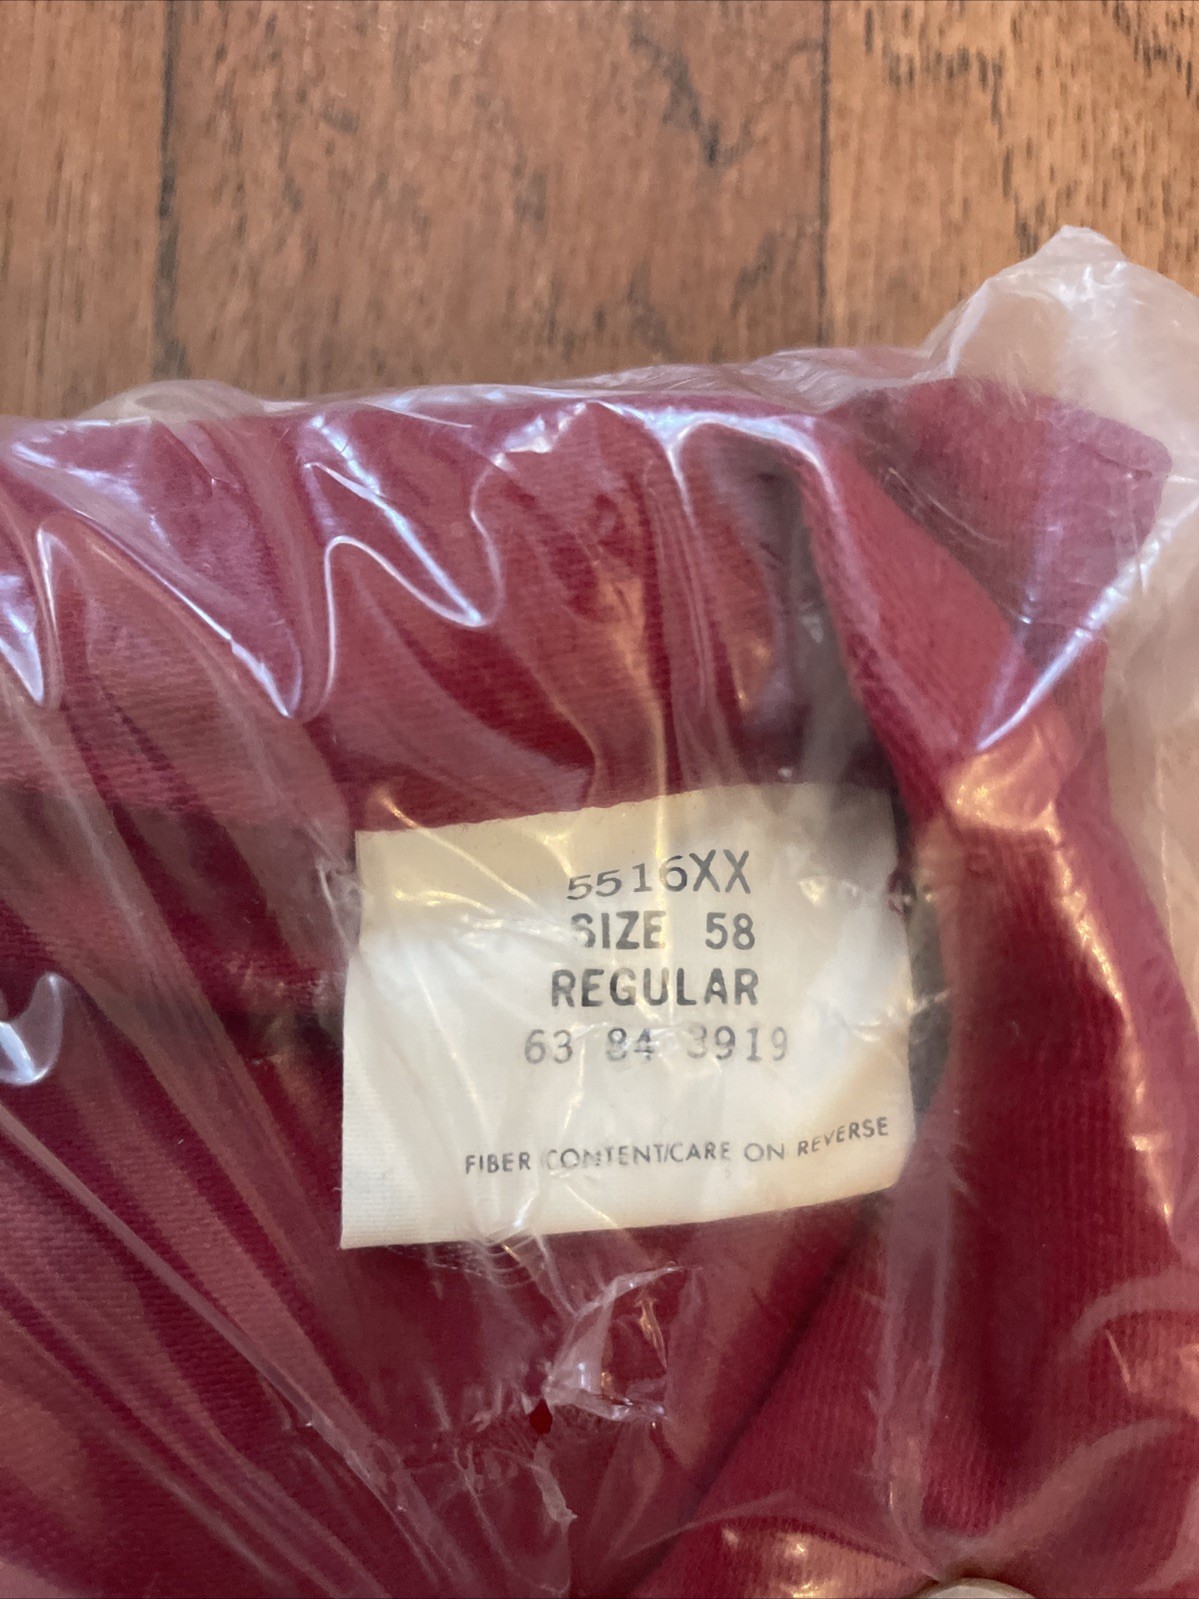 5516XX
SIZE 58
REGULAR
63 84 3919
FIBER CONTENT/CARE ON REVERSE